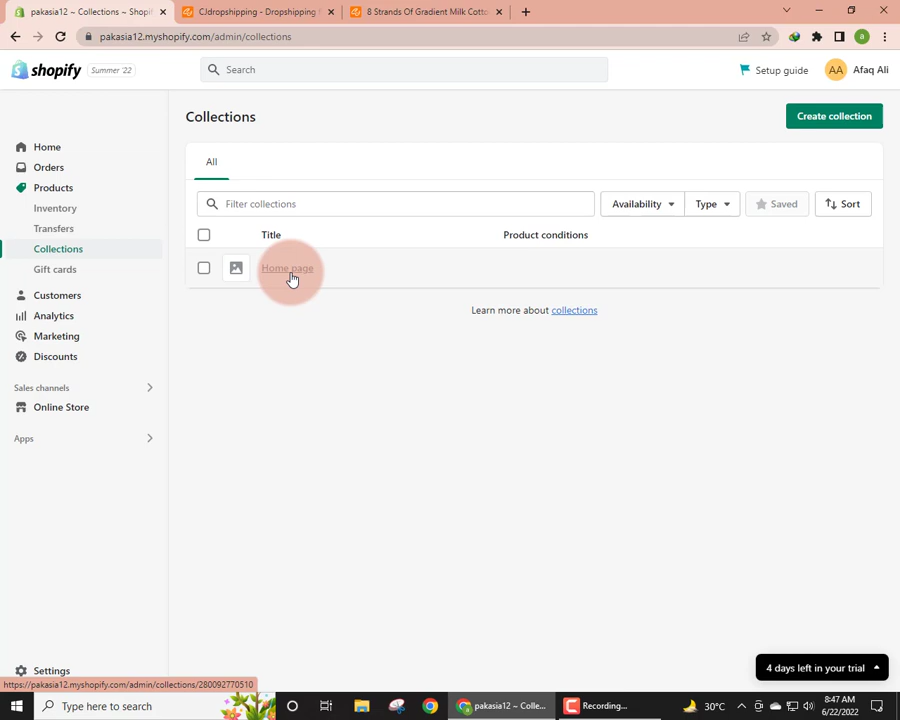 pakasia12 ~ Collections ~ Shopif
CJdropshipping - Dropshipping
8 Strands Of Gradient Milk Cotto
pakasia12.myshopify.com/admin/collections
a
shopify
Summer '22
Search
Setup guide
AA
Afaq Ali
Home
Orders
Products
Inventory
Transfers
Collections
Gift cards
Customers
Analytics
Marketing
Discounts
Sales channels
Online Store
Apps
Settings
Collections
Create collection
All
Filter collections
Availability
Type
Saved
Sort
Title
Product conditions
Home page
Learn more about collections
4 days left in your trial
https://pakasia12.myshopify.com/admin/collections/280092770510
Type here to search
pakasia12 ~ Colle...
Recording...
30°C
8:47 AM
6/22/2022